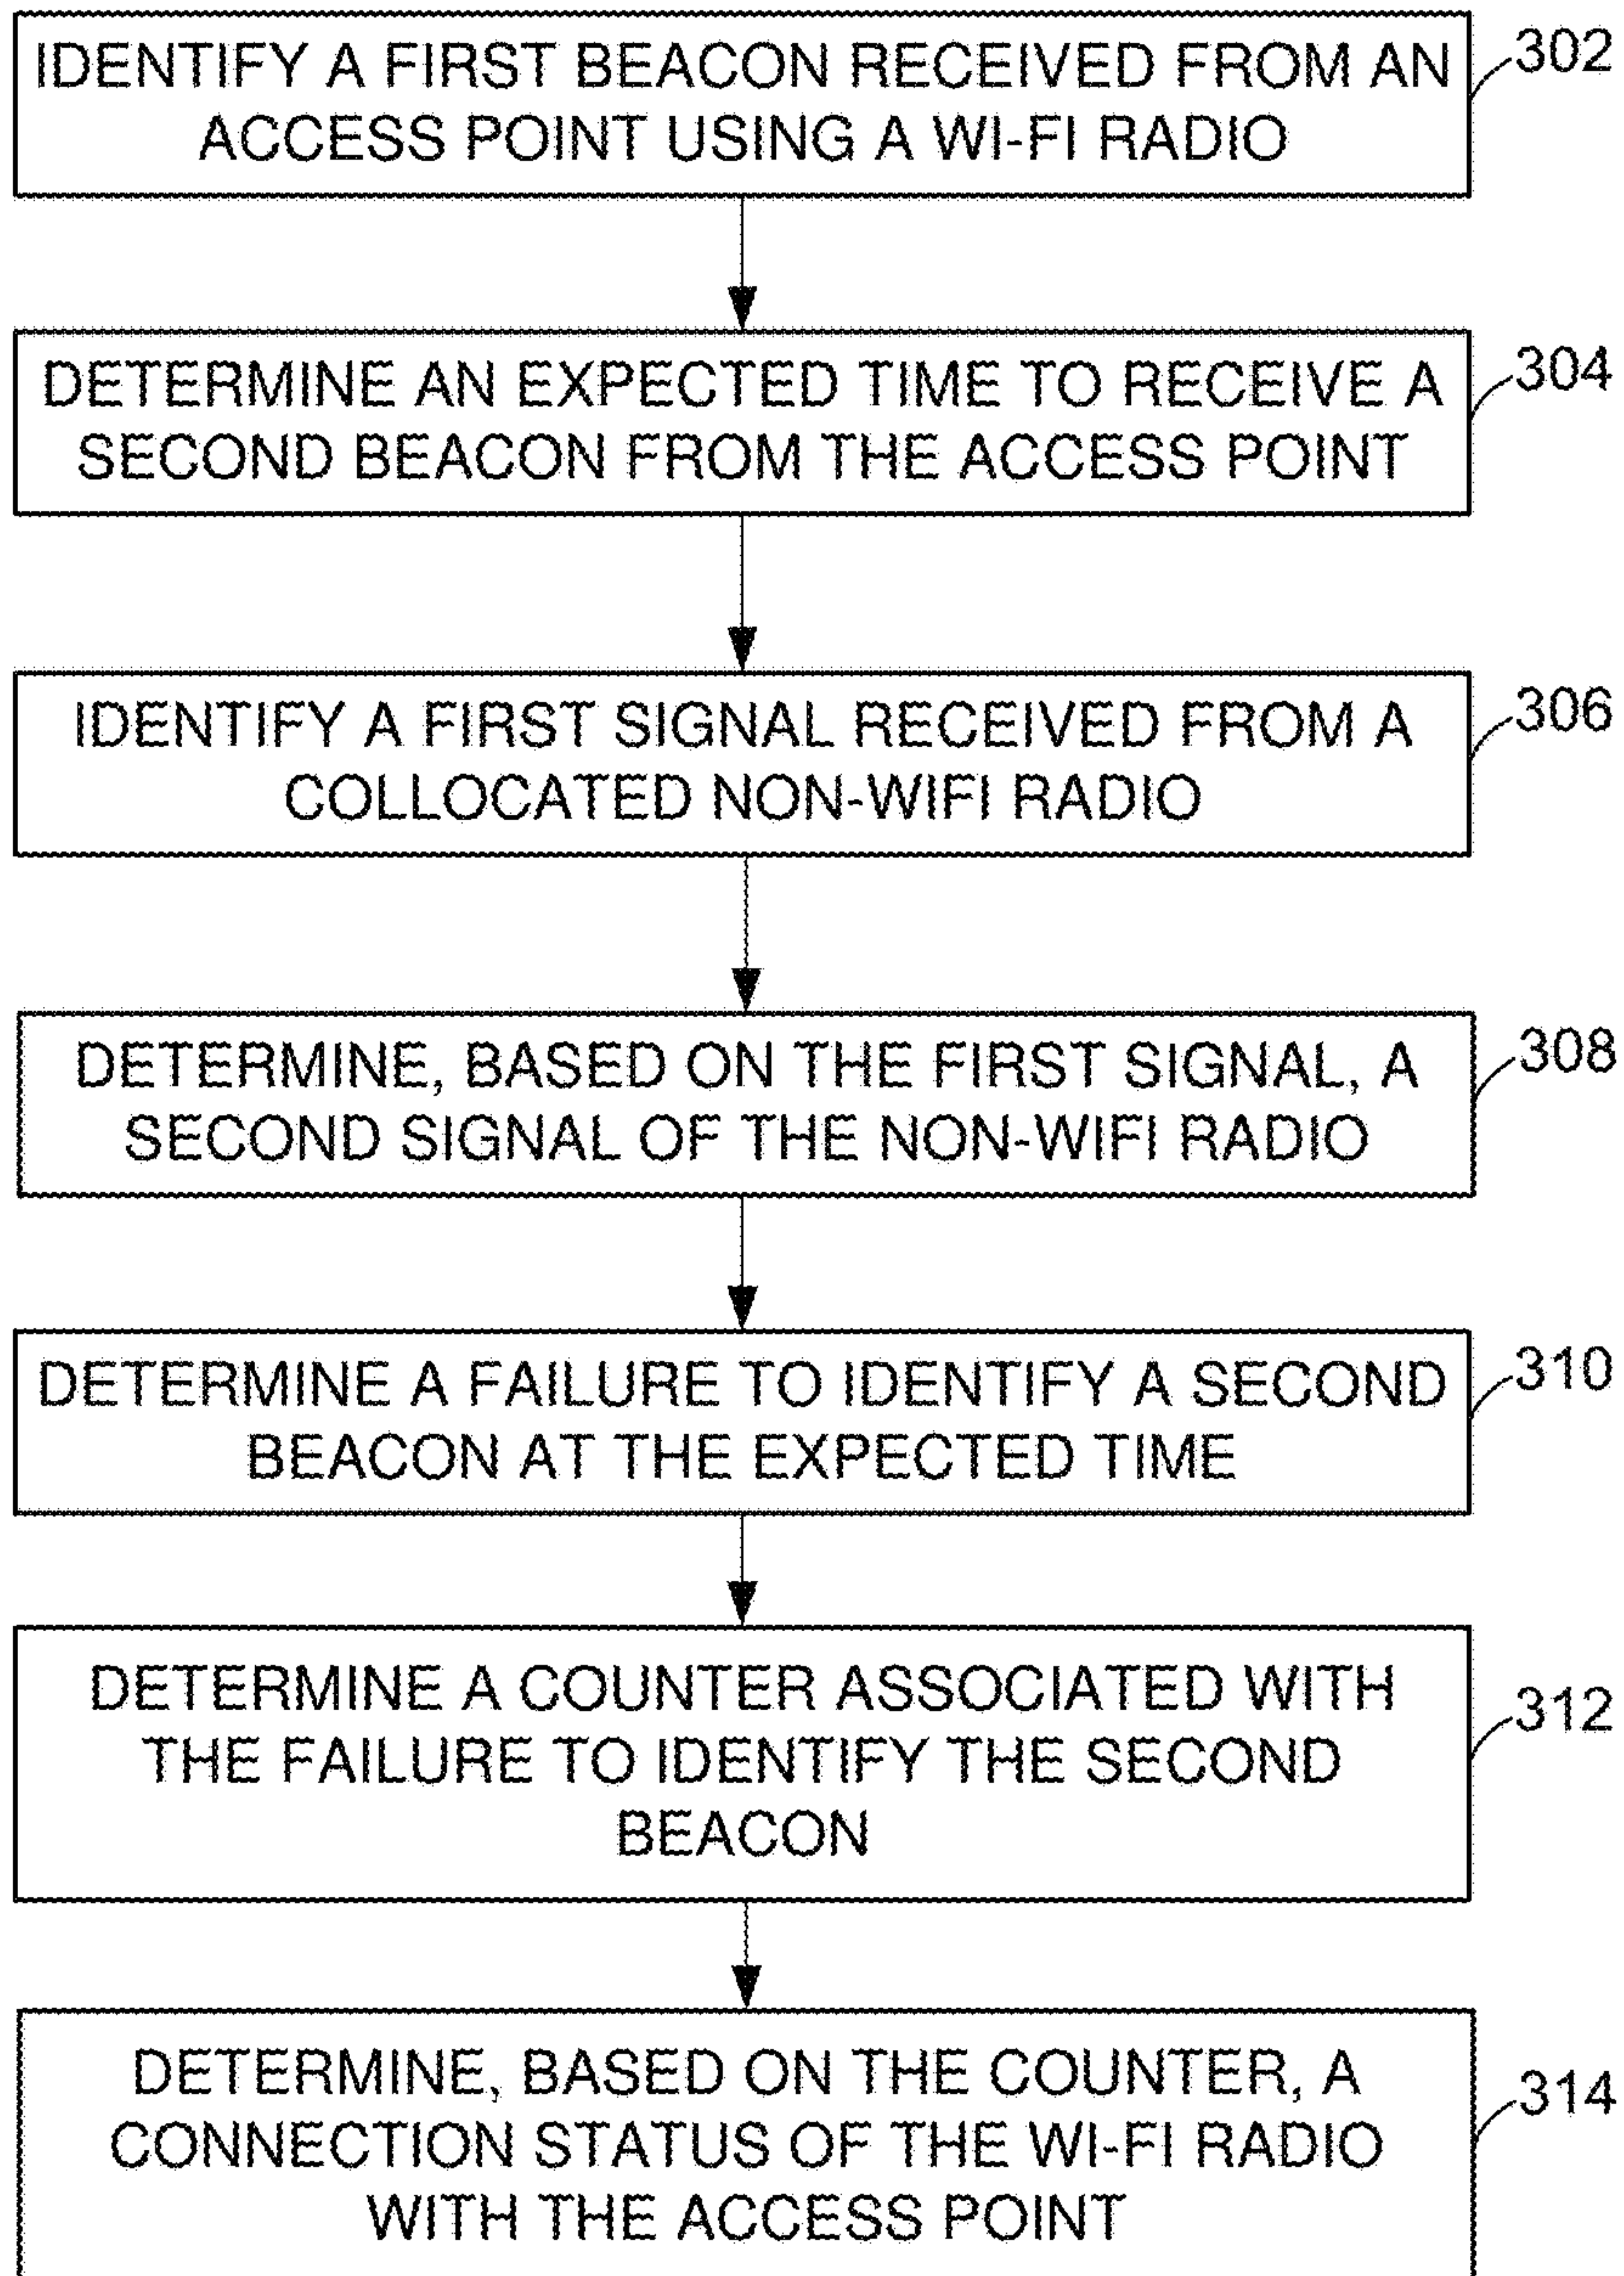 IDENTIFY A FIRST BEACON RECEIVED FROM AN
ACCESS POINT USING A WI-FI RADIO
302
DETERMINE AN EXPECTED TIME TO RECEIVE A
SECOND BEACON FROM THE ACCESS POINT
304
IDENTIFY A FIRST SIGNAL RECEIVED FROM A
COLLOCATED NON-WIFI RADIO
306
DETERMINE, BASED ON THE FIRST SIGNAL, A
SECOND SIGNAL OF THE NON-WIFI RADIO
308
DETERMINE A FAILURE TO IDENTIFY A SECOND
BEACON AT THE EXPECTED TIME
310
DETERMINE A COUNTER ASSOCIATED WITH
THE FAILURE TO IDENTIFY THE SECOND
BEACON
312
DETERMINE, BASED ON THE COUNTER, A
CONNECTION STATUS OF THE WI-FI RADIO
WITH THE ACCESS POINT
314